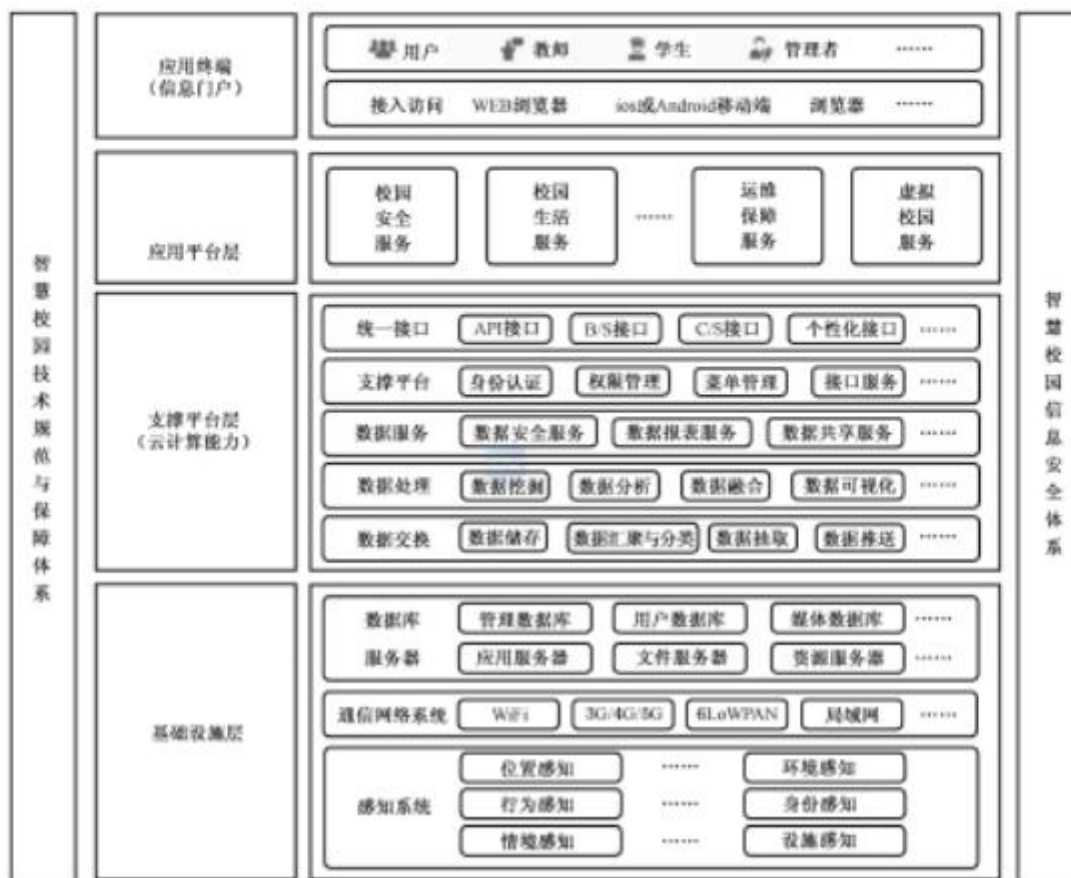 智慧校园技术规范与保障体系
应用终端
（信息门户）
用户 教师 学生 管理者 ……
接入访问 WEB浏览器 ios或Android移动端 浏览器 ……
应用平台层
校园
安全
服务
校园
生活
服务
……
运维
保障
服务
虚拟
校园
服务
支撑平台层
（云计算能力）
统一接口 API接口 B/S接口 C/S接口 个性化接口 ……
支撑平台 身份认证 权限管理 菜单管理 接口服务 ……
数据服务 数据安全服务 数据报表服务 数据共享服务 ……
数据处理 数据挖掘 数据分析 数据融合 数据可视化 ……
数据交换 数据储存 数据汇聚与分类 数据抽取 数据推送 ……
基础设施层
数据库 管理数据库 用户数据库 媒体数据库 ……
服务器 应用服务器 文件服务器 资源服务器 ……
通信网络系统 WiFi 3G/4G/5G 6LoWPAN 局域网 ……
感知系统
位置感知 …… 环境感知
行为感知 …… 身份感知
情境感知 …… 设施感知
智慧校园信息安全体系